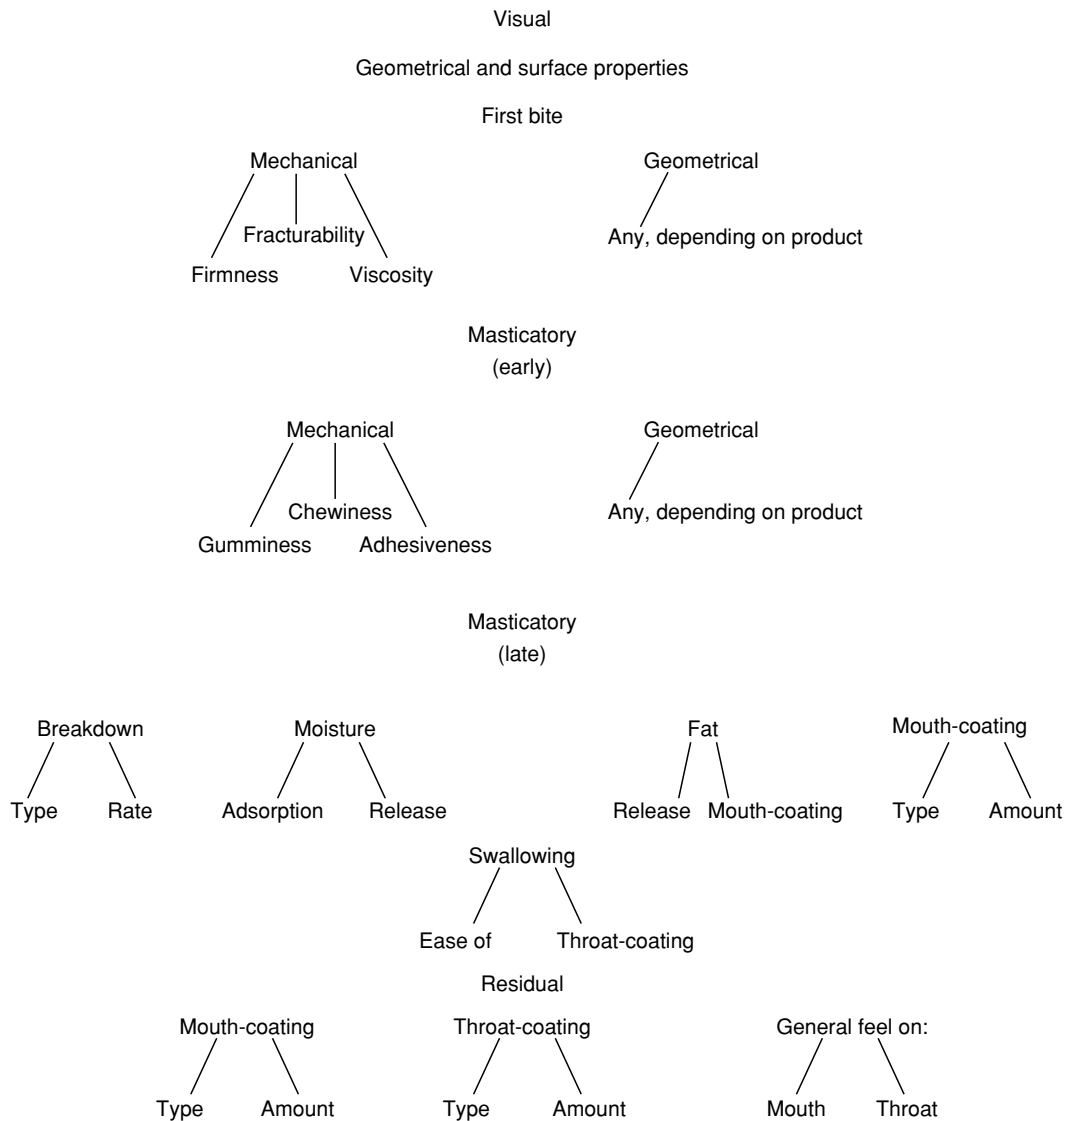 Visual
Geometrical and surface properties
First bite
Mechanical
Geometrical
Fracturability
Any, depending on product
Firmness
Viscosity
Masticatory
(early)
Mechanical
Geometrical
Chewiness
Any, depending on product
Gumminess
Adhesiveness
Masticatory
(late)
Breakdown
Moisture
Fat
Mouth-coating
Type
Rate
Adsorption
Release
Release
Mouth-coating
Type
Amount
Swallowing
Ease of
Throat-coating
Residual
Mouth-coating
Throat-coating
General feel on:
Type
Amount
Type
Amount
Mouth
Throat